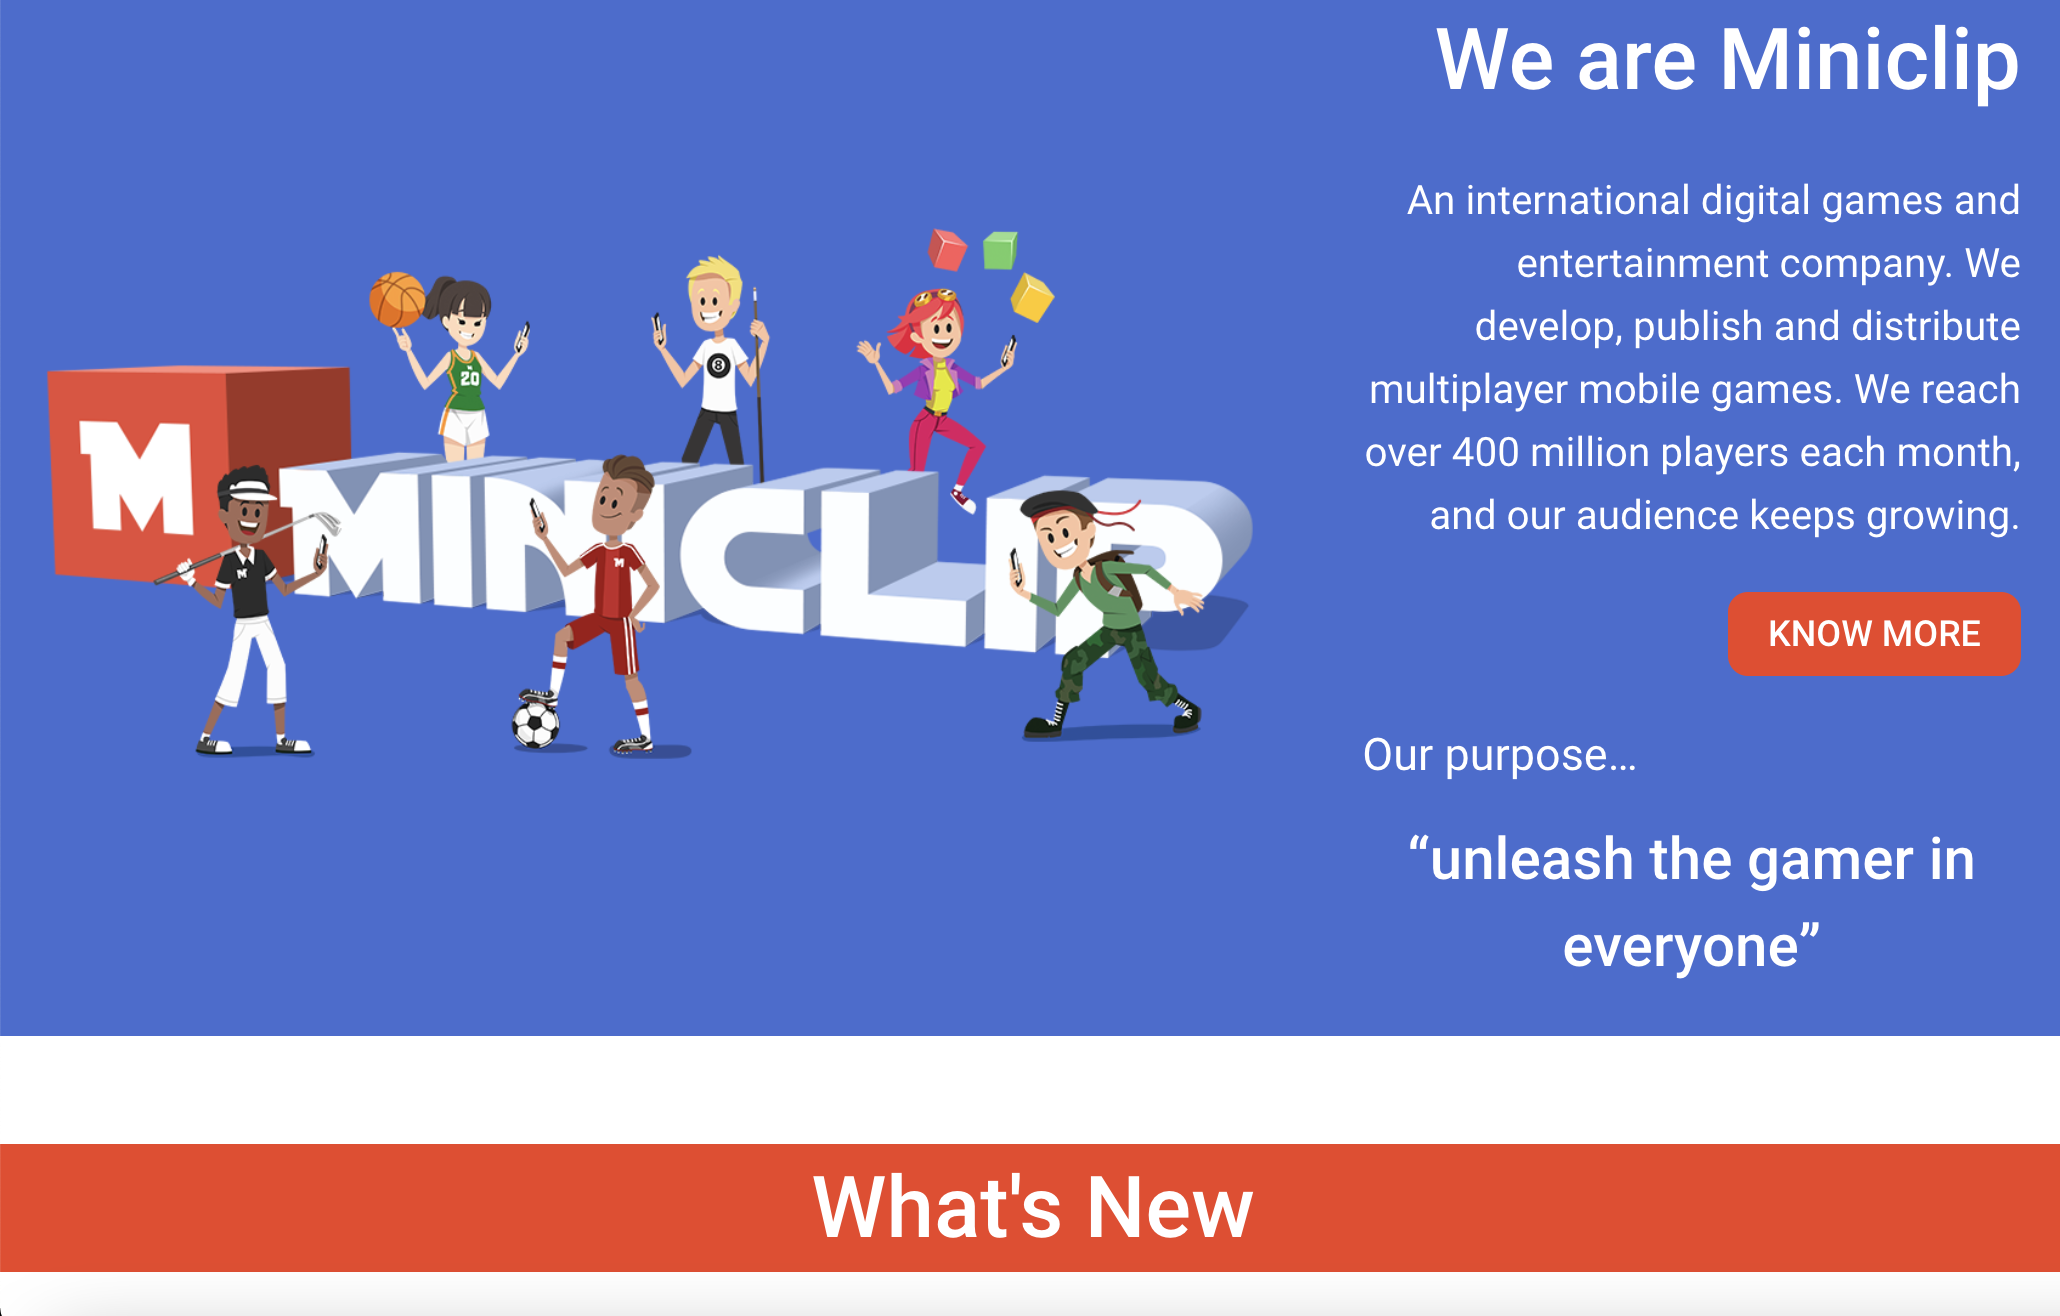 We are Miniclip
An international digital games and
entertainment company. We
develop, publish and distribute
multiplayer mobile games. We reach
over 400 million players each month,
and our audience keeps growing.
KNOW MORE
Our purpose...
“unleash the gamer in
everyone”
M
MINICLIP
20
8
M
M
What's New